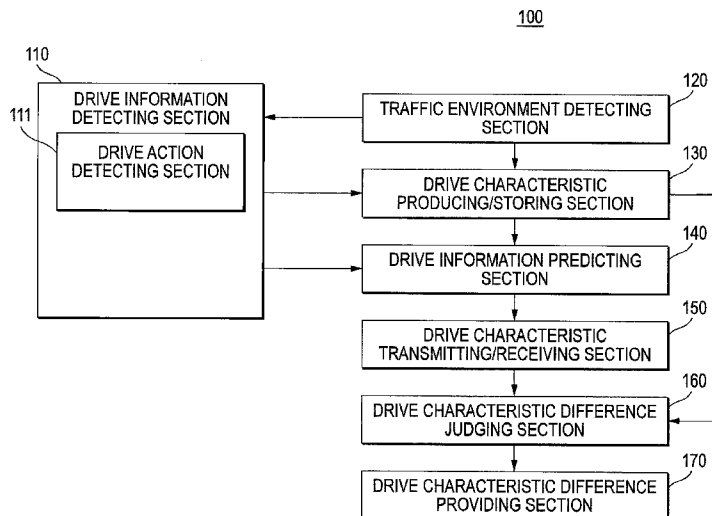 100
110
DRIVE INFORMATION
DETECTING SECTION
111
DRIVE ACTION
DETECTING SECTION
120
TRAFFIC ENVIRONMENT DETECTING
SECTION
130
DRIVE CHARACTERISTIC
PRODUCING/STORING SECTION
140
DRIVE INFORMATION PREDICTING
SECTION
150
DRIVE CHARACTERISTIC
TRANSMITTING/RECEIVING SECTION
160
DRIVE CHARACTERISTIC DIFFERENCE
JUDGING SECTION
170
DRIVE CHARACTERISTIC DIFFERENCE
PROVIDING SECTION